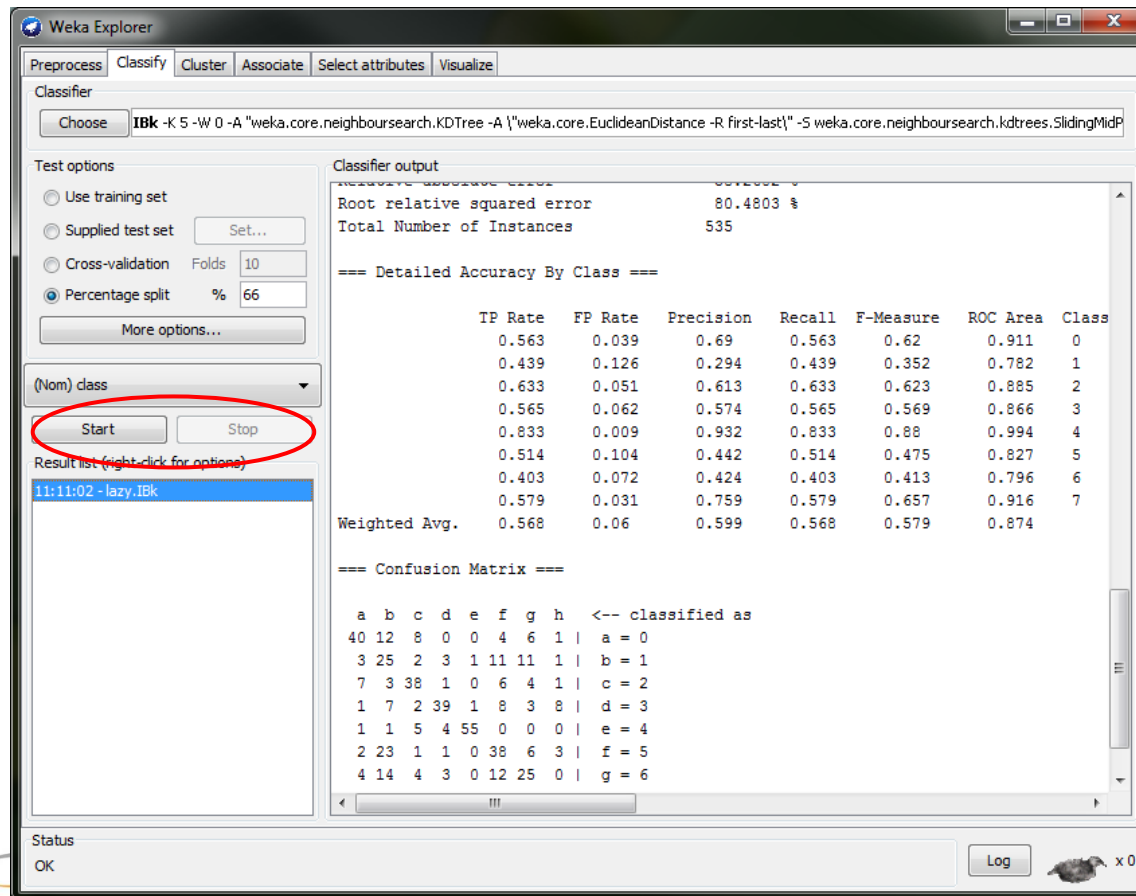 Weka Explorer
Preprocess Classify Cluster Associate Select attributes Visualize
Classifier
Choose IBk -K 5 -W 0 -A "weka.core.neighboursearch.KDTree -A \"weka.core.EuclideanDistance -R first-last\" -S weka.core.neighboursearch.kdtrees.SlidingMidP
Test options
Use training set
Supplied test set Set...
Cross-validation Folds 10
Percentage split % 66
More options...
(Nom) class
Start Stop
Result list (right-click for options)
11:11:02 - lazy.IBk
Classifier output
Root relative squared error 80.4803 %
Total Number of Instances 535
=== Detailed Accuracy By Class ===
TP Rate FP Rate Precision Recall F-Measure ROC Area Class
0.563 0.039 0.69 0.563 0.62 0.911 0
0.439 0.126 0.294 0.439 0.352 0.782 1
0.633 0.051 0.613 0.633 0.623 0.885 2
0.565 0.062 0.574 0.565 0.569 0.866 3
0.833 0.009 0.932 0.833 0.88 0.994 4
0.514 0.104 0.442 0.514 0.475 0.827 5
0.403 0.072 0.424 0.403 0.413 0.796 6
0.579 0.031 0.759 0.579 0.657 0.916 7
Weighted Avg. 0.568 0.06 0.599 0.568 0.579 0.874
=== Confusion Matrix ===
a b c d e f g h <-- classified as
40 12 8 0 0 4 6 1 | a = 0
3 25 2 3 1 11 11 1 | b = 1
7 3 38 1 0 6 4 1 | c = 2
1 7 2 39 1 8 3 8 | d = 3
1 1 5 4 55 0 0 0 | e = 4
2 23 1 1 0 38 6 3 | f = 5
4 14 4 3 0 12 25 0 | g = 6
Status
OK
Log
x 0